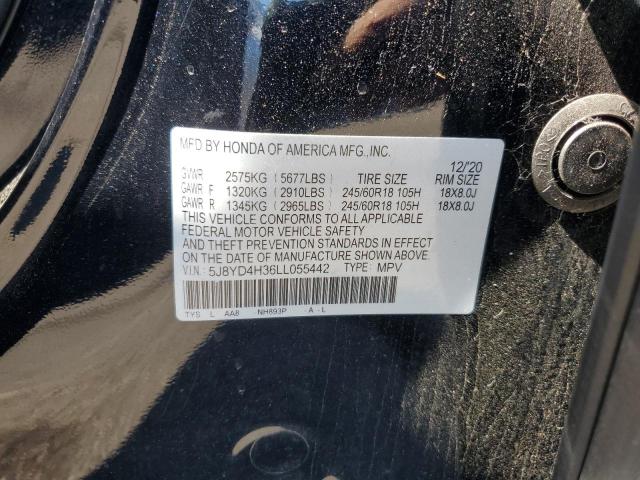 MFD BY HONDA OF AMERICA MFG.,INC.
12/'20
GVWR 2575KG (5677LBS) TIRE SIZE RIM SIZE
GAWR F 1320KG (2910LBS) 245/60R18 105H 18X8.0J
GAWR R 1345KG (2965LBS) 245/60R18 105H 18X8.0J
THIS VEHICLE CONFORMS TO ALL APPLICABLE
FEDERAL MOTOR VEHICLE SAFETY
AND THEFT PREVENTION STANDARDS IN EFFECT
ON THE DATE OF MANUFACTURE SHOWN ABOVE.
V.I.N.: 5J8YD4H36LL055442 TYPE: MPV
TYS L AA8 NH893P A - L